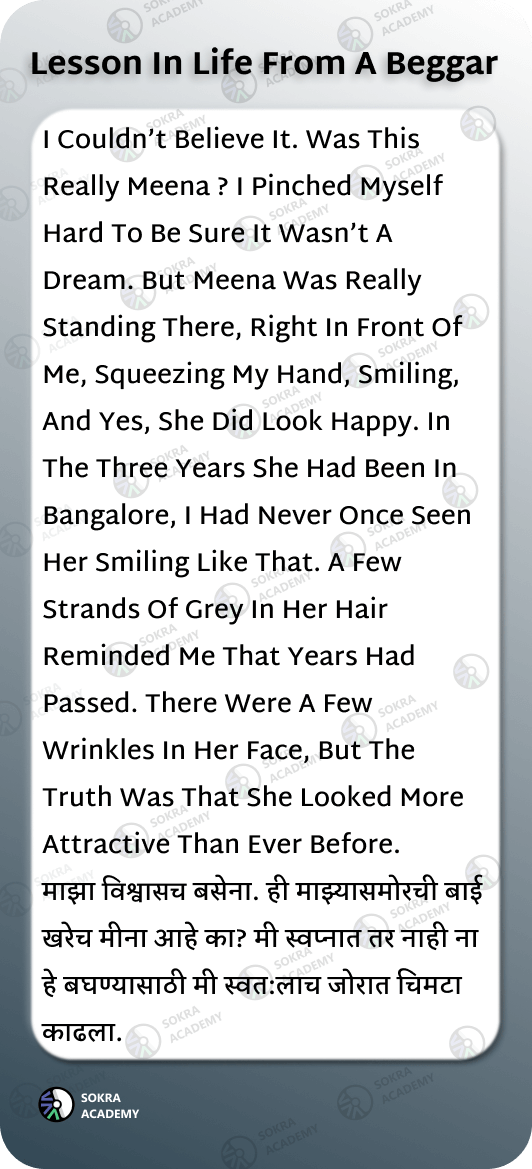 Lesson In Life From A Beggar
I Couldn’t Believe It. Was This
Really Meena ? I Pinched Myself
Hard To Be Sure It Wasn’t A
Dream. But Meena Was Really
Standing There, Right In Front Of
Me, Squeezing My Hand, Smiling,
And Yes, She Did Look Happy. In
The Three Years She Had Been In
Bangalore, I Had Never Once Seen
Her Smiling Like That. A Few
Strands Of Grey In Her Hair
Reminded Me That Years Had
Passed. There Were A Few
Wrinkles In Her Face, But The
Truth Was That She Looked More
Attractive Than Ever Before.
माझा विश्वासच बसेना. ही माझ्यासमोरची बाई
खरेच मीना आहे का? मी स्वप्नात तर नाही ना
हे बघण्यासाठी मी स्वत:लाच जोरात चिमटा
काढला.
SOKRA
ACADEMY